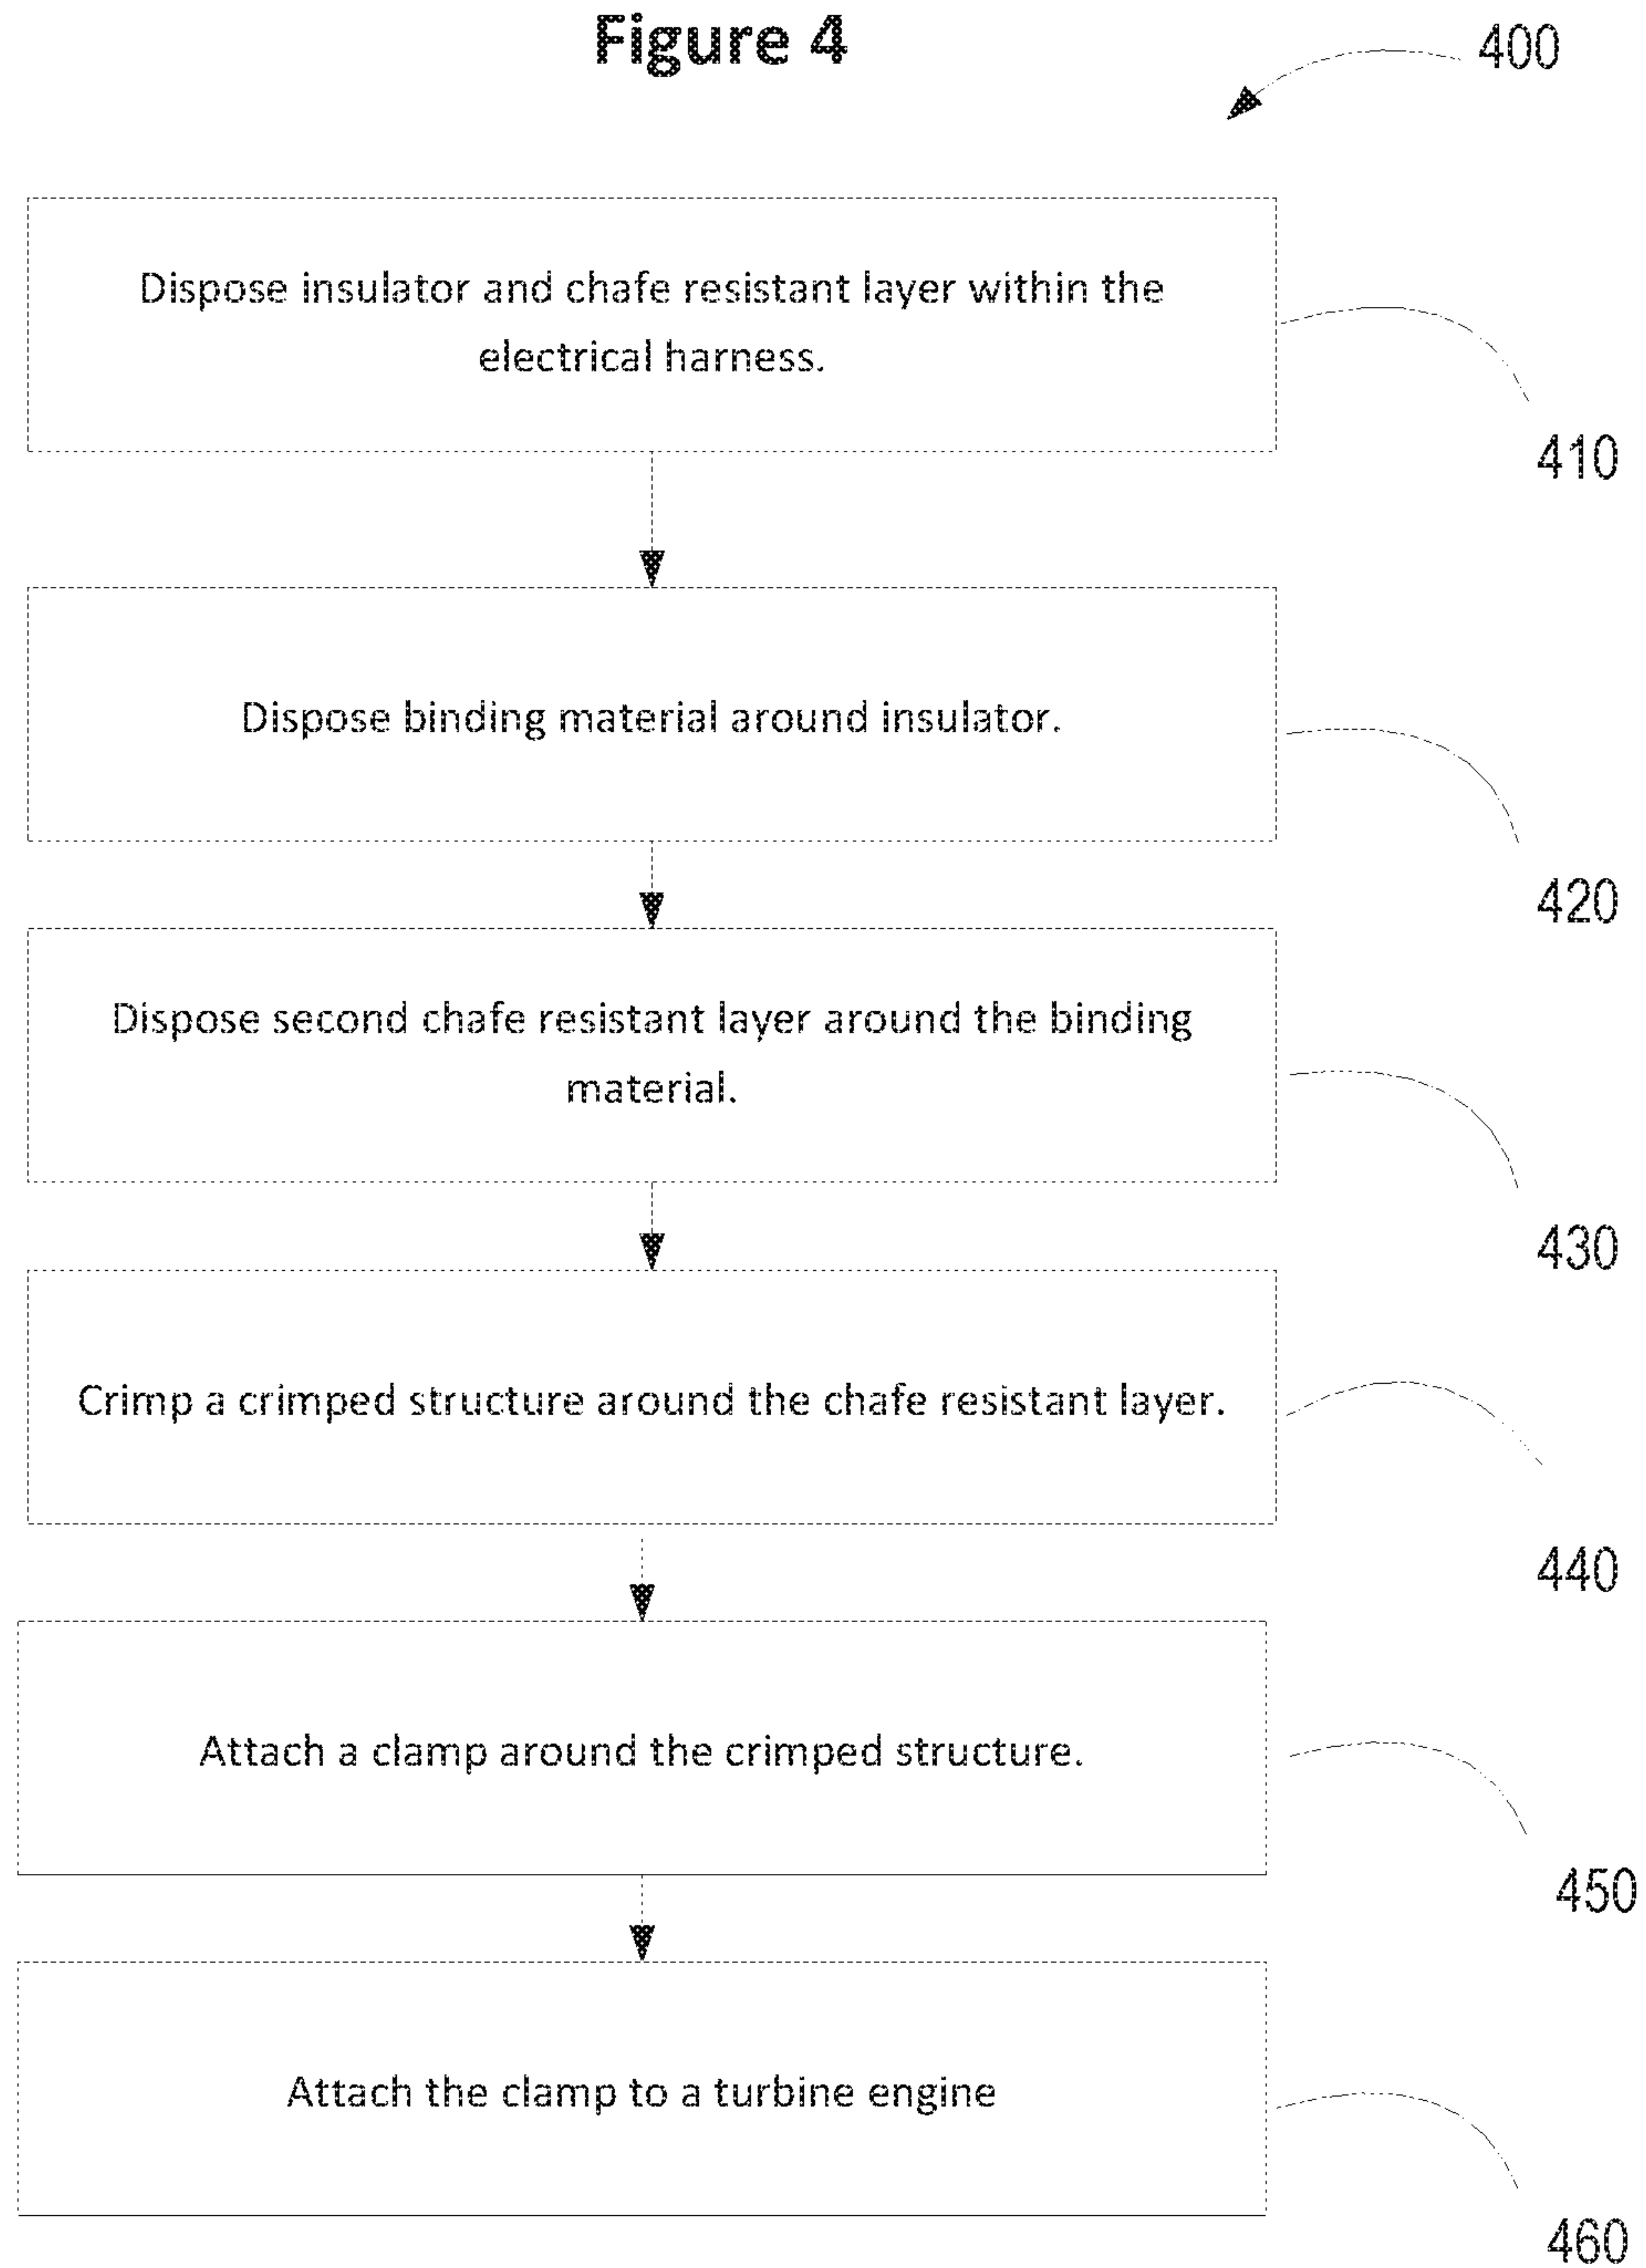 Figure 4
400
Dispose insulator and chafe resistant layer within the
electrical harness.
410
Dispose binding material around insulator.
420
Dispose second chafe resistant layer around the binding
material.
430
Crimp a crimped structure around the chafe resistant layer.
440
Attach a clamp around the crimped structure.
450
Attach the clamp to a turbine engine
460